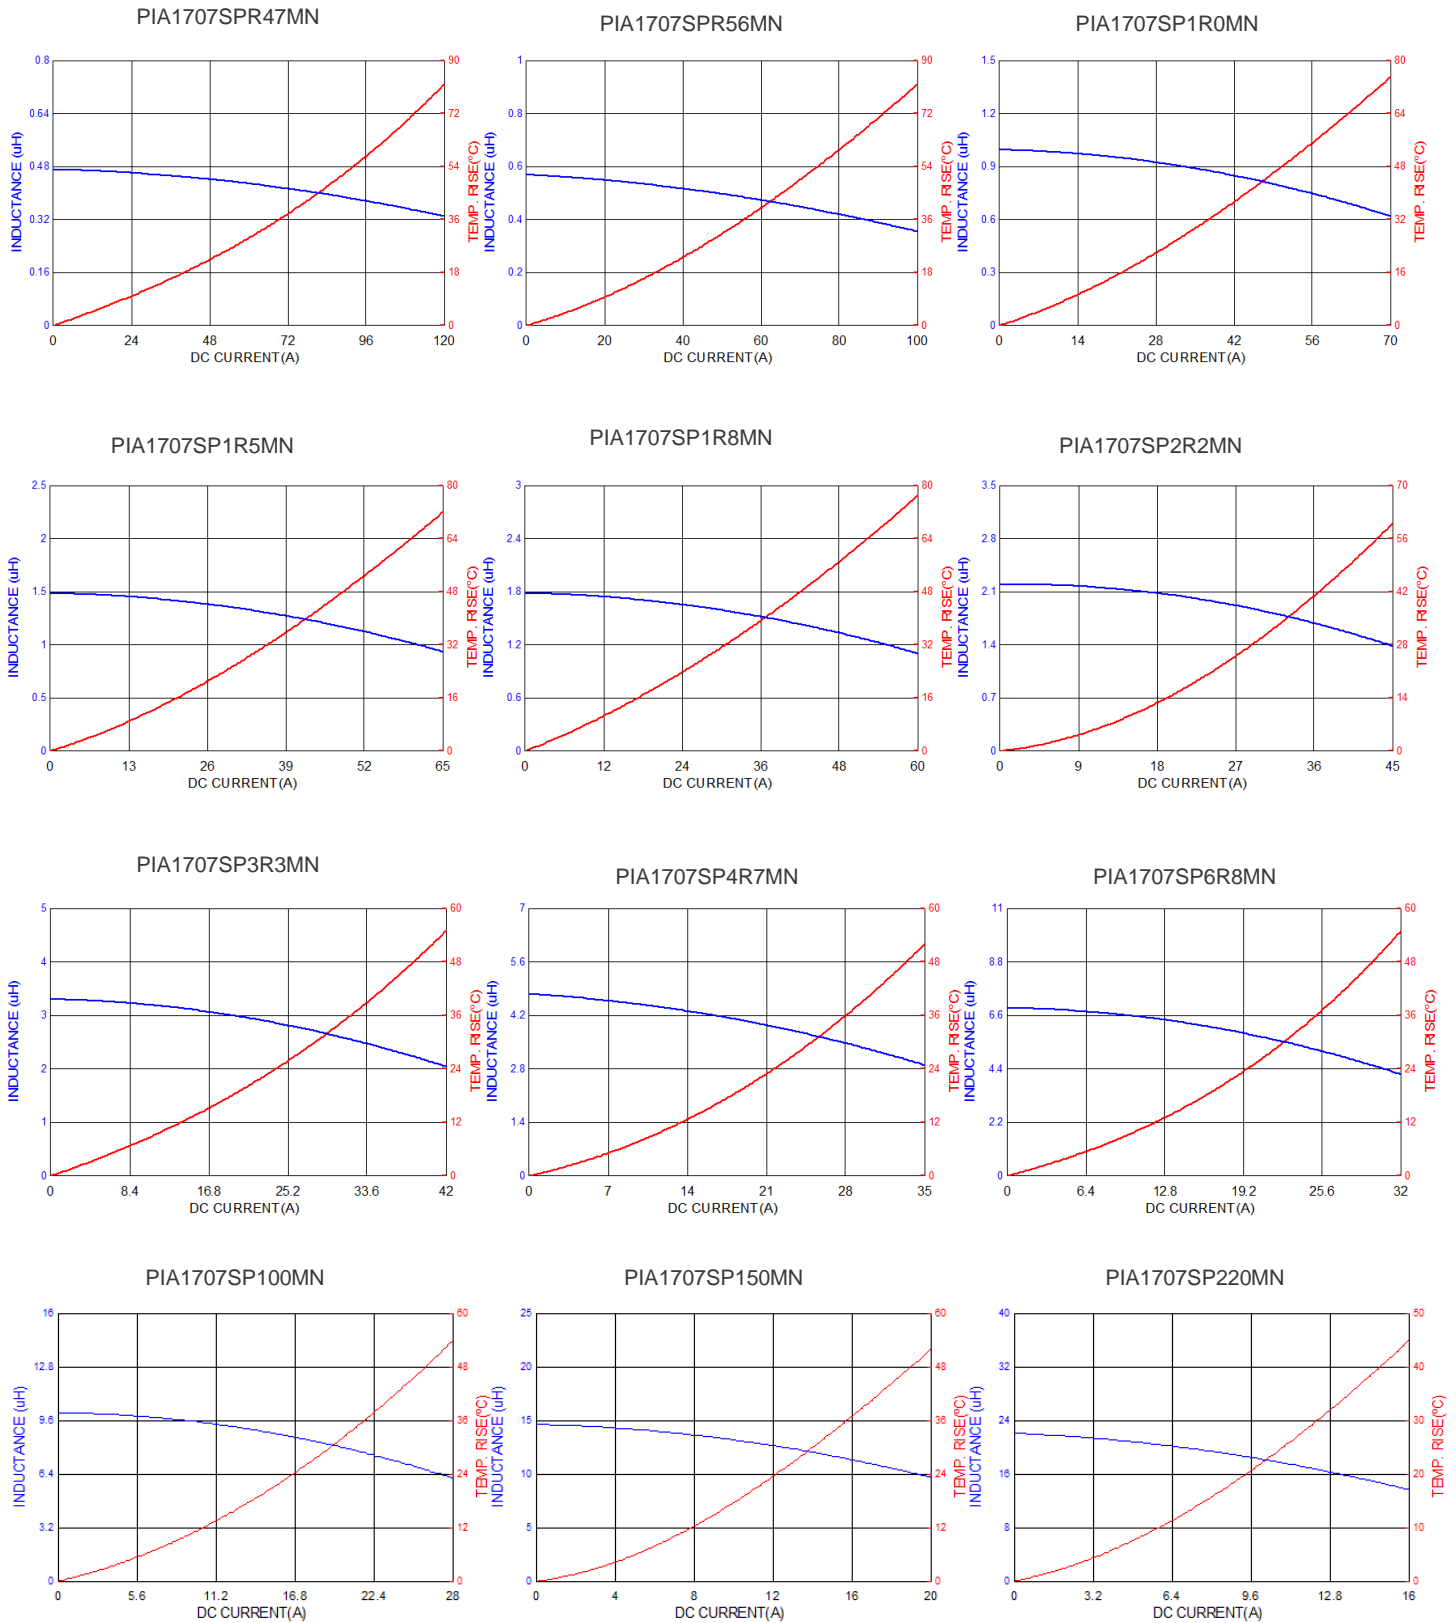 PIA1707SPR47MN
INDUCTANCE (uH)
0.8
0.64
0.48
0.32
0.16
0
90
72
54
36
18
0
TEMP. RISE(°C)
0 24 48 72 96 120
DC CURRENT(A)
PIA1707SPR56MN
INDUCTANCE (uH)
1
0.8
0.6
0.4
0.2
0
90
72
54
36
18
0
TEMP. RISE(°C)
0 20 40 60 80 100
DC CURRENT(A)
PIA1707SP1R0MN
INDUCTANCE (uH)
1.5
1.2
0.9
0.6
0.3
0
80
64
48
32
16
0
TEMP. RISE(°C)
0 14 28 42 56 70
DC CURRENT(A)
PIA1707SP1R5MN
INDUCTANCE (uH)
2.5
2
1.5
1
0.5
0
80
64
48
32
16
0
TEMP. RISE(°C)
0 13 26 39 52 65
DC CURRENT(A)
PIA1707SP1R8MN
INDUCTANCE (uH)
3
2.4
1.8
1.2
0.6
0
80
64
48
32
16
0
TEMP. RISE(°C)
0 12 24 36 48 60
DC CURRENT(A)
PIA1707SP2R2MN
INDUCTANCE (uH)
3.5
2.8
2.1
1.4
0.7
0
70
56
42
28
14
0
TEMP. RISE(°C)
0 9 18 27 36 45
DC CURRENT(A)
PIA1707SP3R3MN
INDUCTANCE (uH)
5
4
3
2
1
0
60
48
36
24
12
0
TEMP. RISE(°C)
0 8.4 16.8 25.2 33.6 42
DC CURRENT(A)
PIA1707SP4R7MN
INDUCTANCE (uH)
7
5.6
4.2
2.8
1.4
0
60
48
36
24
12
0
TEMP. RISE(°C)
0 7 14 21 28 35
DC CURRENT(A)
PIA1707SP6R8MN
INDUCTANCE (uH)
11
8.8
6.6
4.4
2.2
0
60
48
36
24
12
0
TEMP. RISE(°C)
0 6.4 12.8 19.2 25.6 32
DC CURRENT(A)
PIA1707SP100MN
INDUCTANCE (uH)
16
12.8
9.6
6.4
3.2
0
60
48
36
24
12
0
TEMP. RISE(°C)
0 5.6 11.2 16.8 22.4 28
DC CURRENT(A)
PIA1707SP150MN
INDUCTANCE (uH)
25
20
15
10
5
0
60
48
36
24
12
0
TEMP. RISE(°C)
0 4 8 12 16 20
DC CURRENT(A)
PIA1707SP220MN
INDUCTANCE (uH)
40
32
24
16
8
0
50
40
30
20
10
0
TEMP. RISE(°C)
0 3.2 6.4 9.6 12.8 16
DC CURRENT(A)